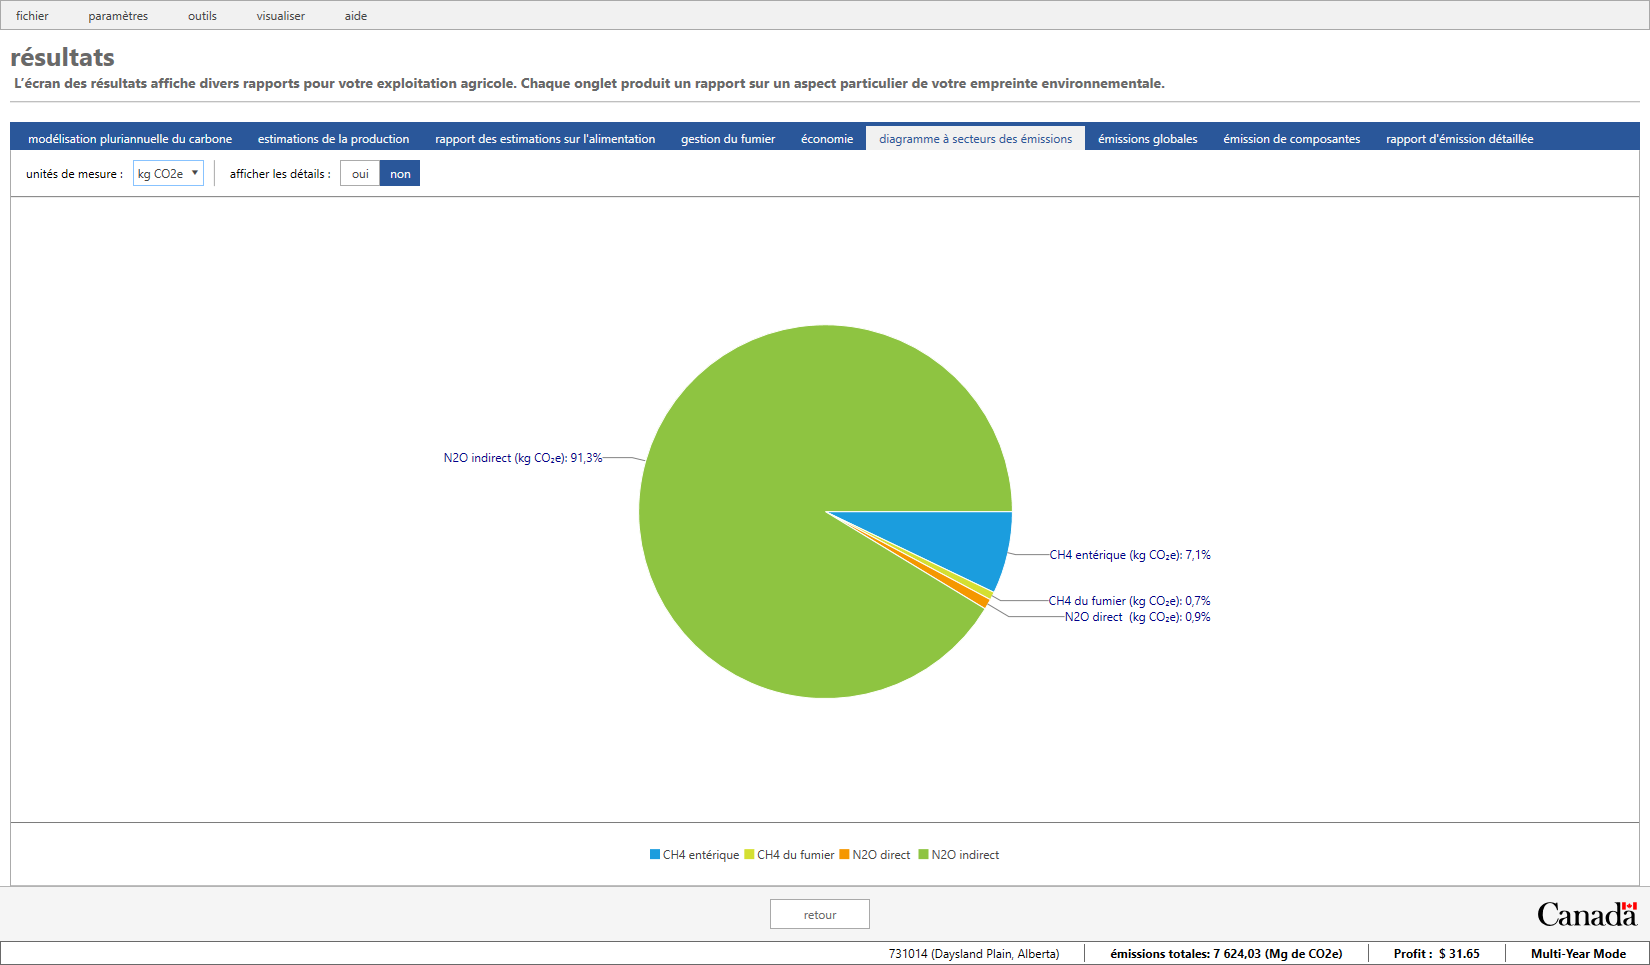 fichier paramètres outils visualiser aide
résultats
L’écran des résultats affiche divers rapports pour votre exploitation agricole. Chaque onglet produit un rapport sur un aspect particulier de votre empreinte environnementale.
modélisation pluriannuelle du carbone estimations de la production rapport des estimations sur l'alimentation gestion du fumier économie diagramme à secteurs des émissions émissions globales émission de composantes rapport d'émission détaillée
unités de mesure : kg CO2e afficher les détails : oui non
N2O indirect (kg CO₂e): 91,3%
CH4 entérique (kg CO₂e): 7,1%
CH4 du fumier (kg CO₂e): 0,7%
N2O direct (kg CO₂e): 0,9%
CH4 entérique CH4 du fumier N2O direct N2O indirect
retour
Canada
731014 (Daysland Plain, Alberta) émissions totales: 7 624,03 (Mg de CO2e) Profit : $ 31.65 Multi-Year Mode